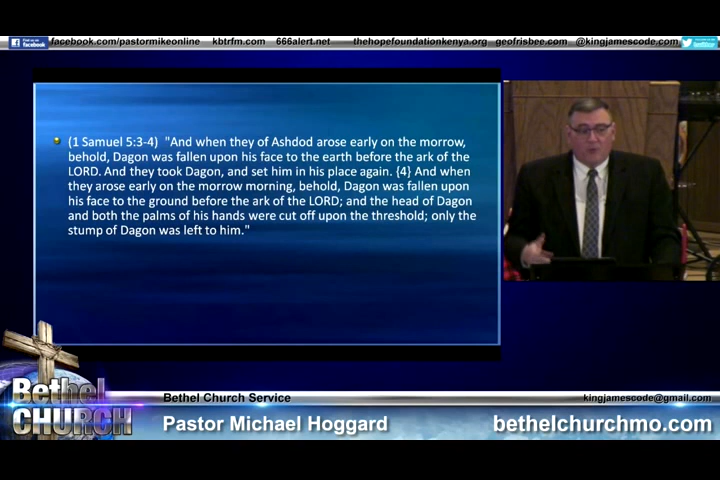 Find us on facebook
facebook.com/pastormikeonline kbtrfm.com 666alert.net thehopefoundationkenya.org geofrisbee.com @kingjamescode.com
(1 Samuel 5:3-4) "And when they of Ashdod arose early on the morrow,
behold, Dagon was fallen upon his face to the earth before the ark of the
LORD. And they took Dagon, and set him in his place again. {4} And when
they arose early on the morrow morning, behold, Dagon was fallen upon
his face to the ground before the ark of the LORD; and the head of Dagon
and both the palms of his hands were cut off upon the threshold; only the
stump of Dagon was left to him."
Bethel
CHURCH
Bethel Church Service
kingjamescode@gmail.com
Pastor Michael Hoggard
bethelchurchmo.com